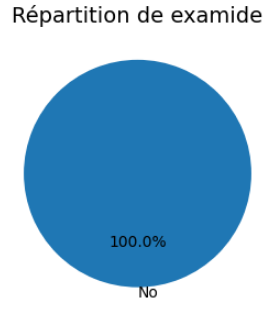 Répartition de examide
100.0%
No